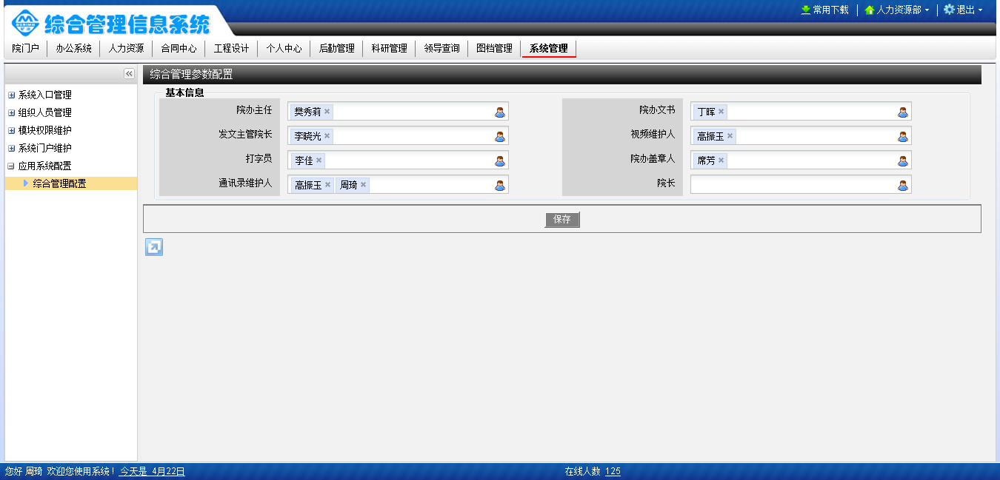 常用下载 人力资源部 退出
综合管理信息系统
院门户 办公系统 人力资源 合同中心 工程设计 个人中心 后勤管理 科研管理 领导查询 图档管理 系统管理
综合管理参数配置
系统入口管理
组织人员管理
模块权限维护
系统门户维护
应用系统配置
综合管理配置
基本信息
院办主任 樊秀莉 院办文书 丁晖
发文主管院长 李晓光 视频维护人 高振玉
打字员 李佳 院办盖章人 席芳
通讯录维护人 高振玉 周琦 院长
保存
您好 周琦 欢迎您使用系统! 今天是 4月22日 在线人数 125